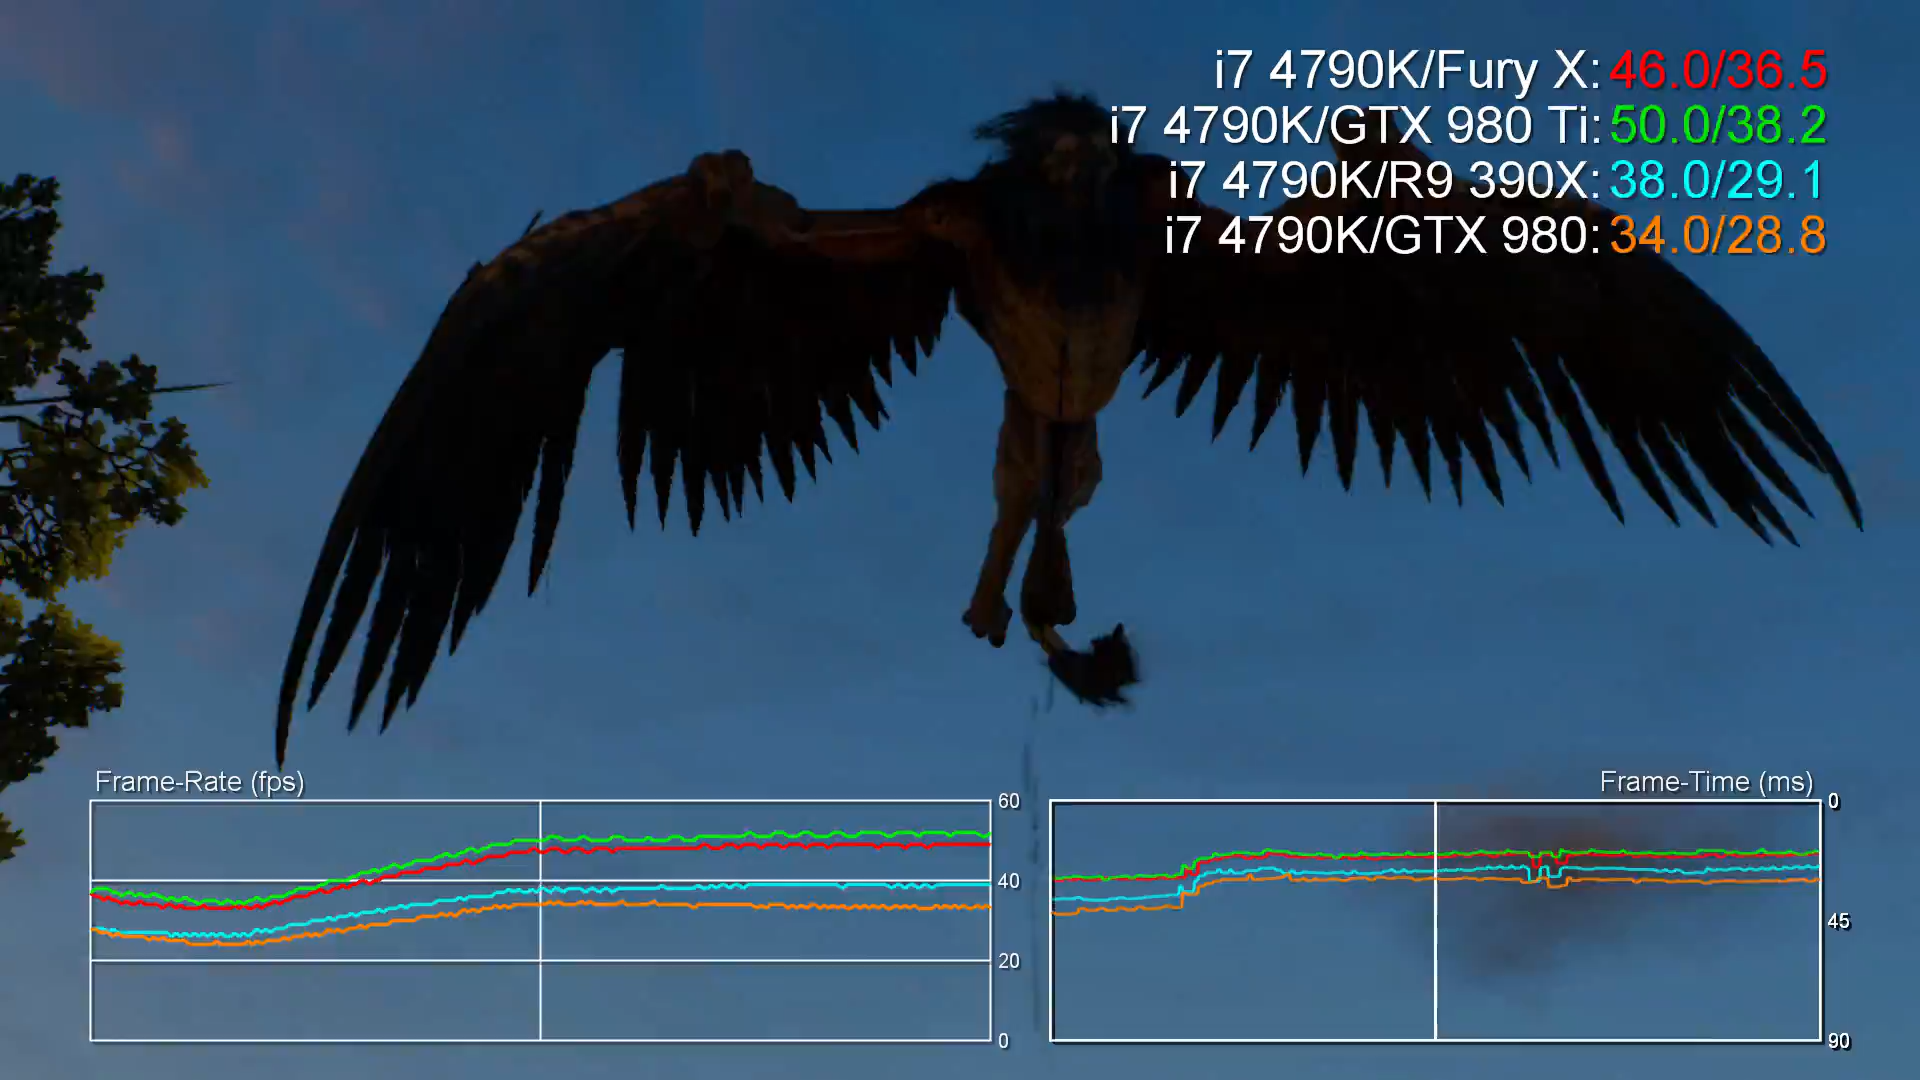 i7 4790K/Fury X: 46.0/36.5
i7 4790K/GTX 980 Ti: 50.0/38.2
i7 4790K/R9 390X: 38.0/29.1
i7 4790K/GTX 980: 34.0/28.8
Frame-Rate (fps)
60
40
20
0
Frame-Time (ms)
0
45
90